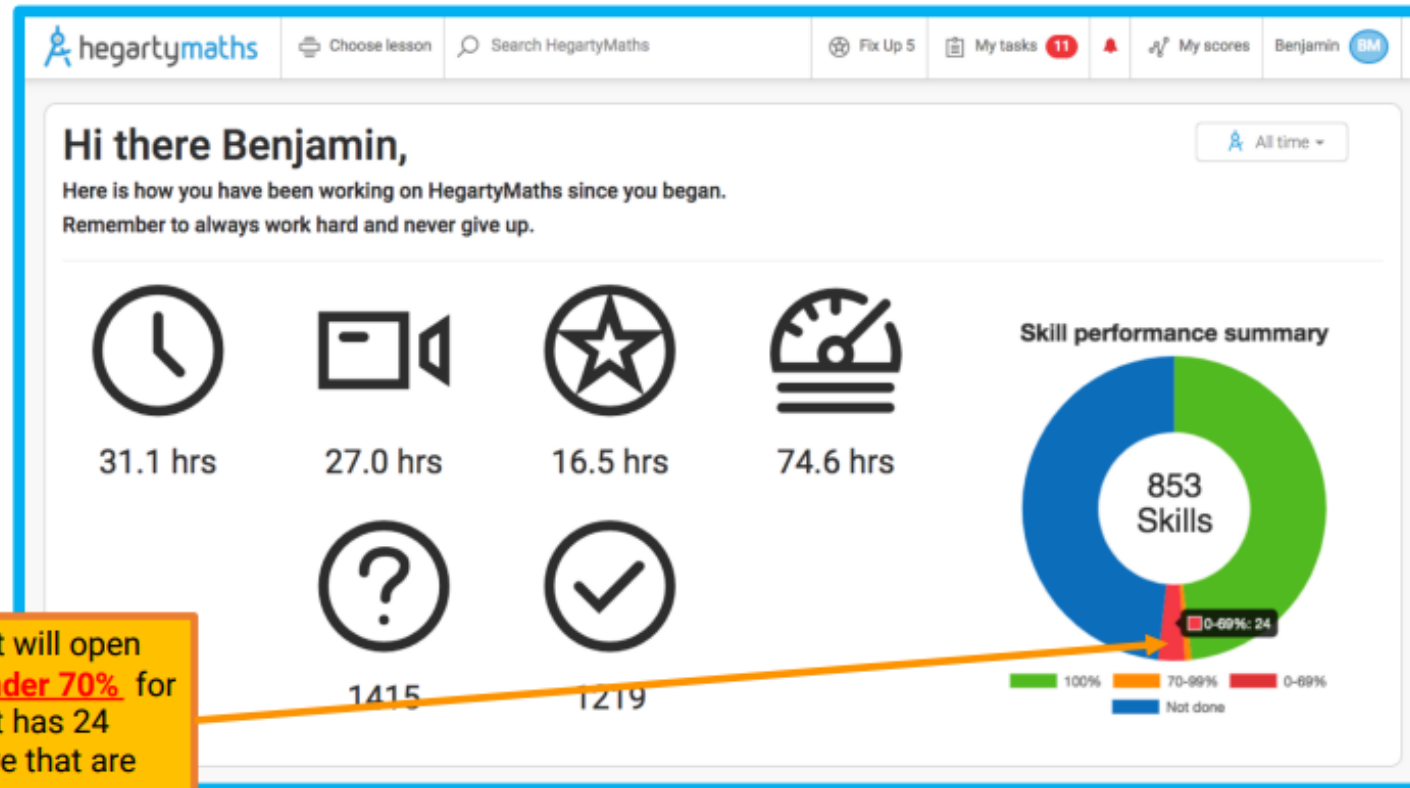 hegartymaths
Choose lesson
Search HegartyMaths
Fix Up 5
My tasks 11
My scores
Benjamin BM
Hi there Benjamin,
All time
Here is how you have been working on HegartyMaths since you began.
Remember to always work hard and never give up.
31.1 hrs
27.0 hrs
16.5 hrs
74.6 hrs
?
1415
1219
Skill performance summary
853
Skills
0-69%: 24
100%
70-99%
0-69%
Not done
t will open
der 70% for
t has 24
e that are